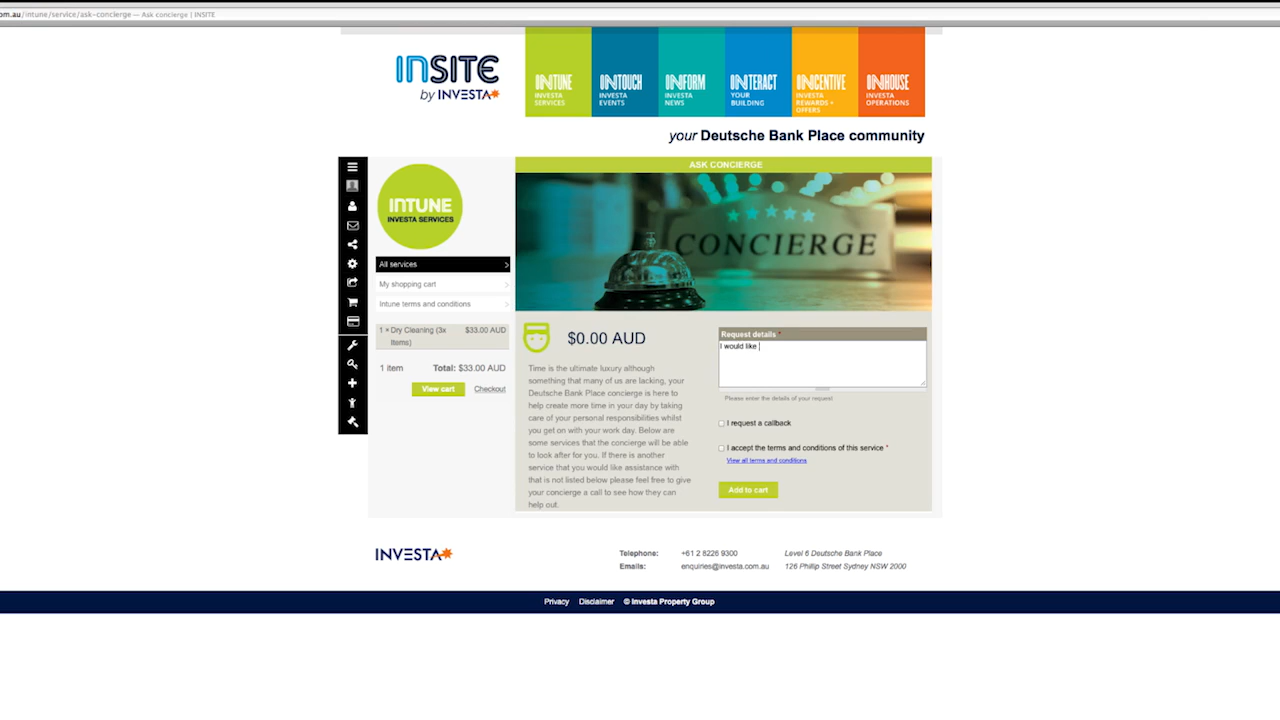 om.au/intune/service/ask-concierge — Ask concierge | INSITE
INSITE
by INVESTA
INTUNE
INVESTA
SERVICES
INTOUCH
INVESTA
EVENTS
INFORM
INVESTA
NEWS
INTERACT
YOUR
BUILDING
INCENTIVE
INVESTA
REWARDS +
OFFERS
INHOUSE
INVESTA
OPERATIONS
your Deutsche Bank Place community
INTUNE
INVESTA SERVICES
All services
My shopping cart
Intune terms and conditions
1 × Dry Cleaning (3x Items) $33.00 AUD
1 item Total: $33.00 AUD
View cart Checkout
ASK CONCIERGE
CONCIERGE
$0.00 AUD
Time is the ultimate luxury although
something that many of us are lacking, your
Deutsche Bank Place concierge is here to
help create more time in your day by taking
care of your personal responsibilities whilst
you get on with your work day. Below are
some services that the concierge will be able
to look after for you. If there is another
service that you would like assistance with
that is not listed below please feel free to give
your concierge a call to see how they can
help out.
Request details *
I would like
Please enter the details of your request
I request a callback
I accept the terms and conditions of this service *
View all terms and conditions
Add to cart
INVESTA
Telephone: +61 2 8226 9300 Level 6 Deutsche Bank Place
Emails: enquiries@investa.com.au 126 Phillip Street Sydney NSW 2000
Privacy Disclaimer © Investa Property Group